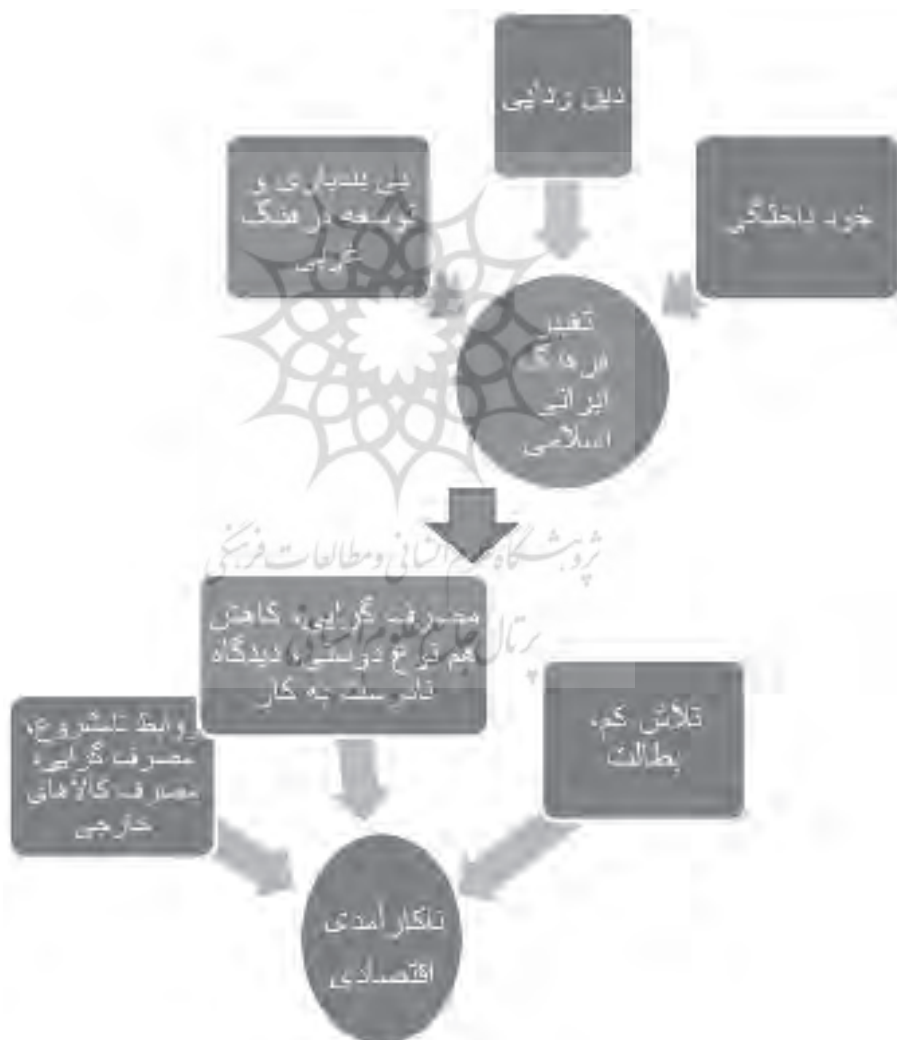 دین زدایی
بی بندباری و
توسعه فرهنگ
غربی
خود باختگی
تغییر
فرهنگ
ایرانی
اسلامی
پژوهشگاه علوم انسانی و مطالعات فرهنگی
پرتال جامع علوم انسانی
مصرف گرایی، کاهش
هم نوع دوستی، دیدگاه
نادرست به کار
روابط نامشروع،
مصرف گرایی،
مصرف کالاهای
خارجی
تلاش کم،
بطالت
ناکارآمدی
اقتصادی